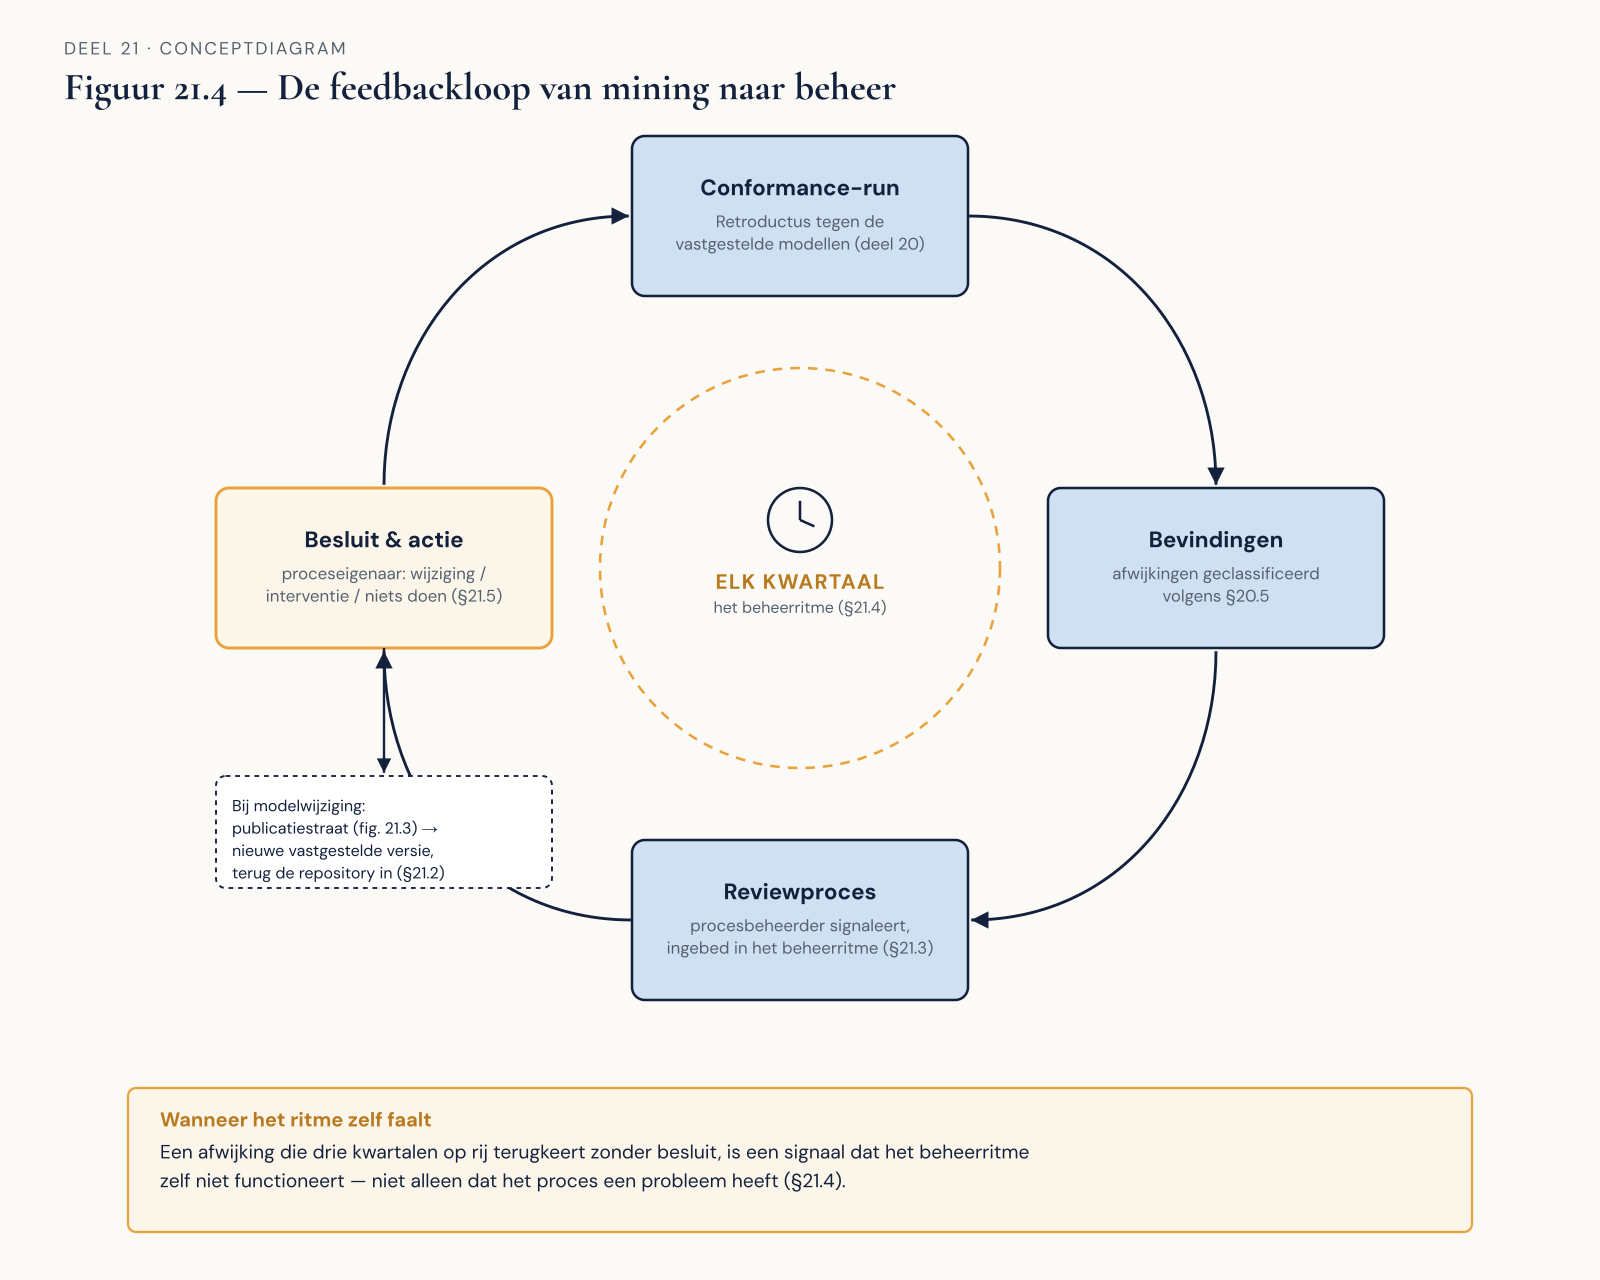 DEEL 21 · CONCEPTDIAGRAM
Figuur 21.4 — De feedbackloop van mining naar beheer
Conformance-run
Retroductus tegen de
vastgestelde modellen (deel 20)
Besluit & actie
proceseigenaar: wijziging /
interventie / niets doen (§21.5)
ELK KWARTAAL
het beheerritme (§21.4)
Bevindingen
afwijkingen geclassificeerd
volgens §20.5
Bij modelwijziging:
publicatiestraat (fig. 21.3) →
nieuwe vastgestelde versie,
terug de repository in (§21.2)
Reviewproces
procesbeheerder signaleert,
ingebed in het beheerritme (§21.3)
Wanneer het ritme zelf faalt
Een afwijking die drie kwartalen op rij terugkeert zonder besluit, is een signaal dat het beheerritme
zelf niet functioneert — niet alleen dat het proces een probleem heeft (§21.4).